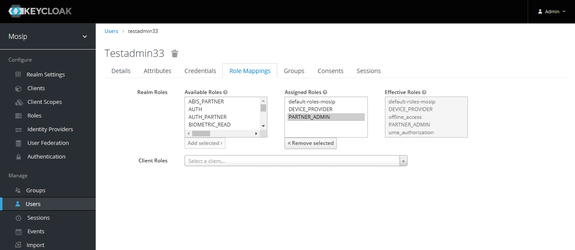 KEYCLOAK
Admin
Mosip
Configure
Realm Settings
Clients
Client Scopes
Roles
Identity Providers
User Federation
Authentication
Manage
Groups
Users
Sessions
Events
Import
Users > testadmin33
Testadmin33
Details Attributes Credentials Role Mappings Groups Consents Sessions
Realm Roles
Available Roles
ABIS_PARTNER
AUTH
AUTH_PARTNER
BIOMETRIC_READ
Add selected >
Assigned Roles
default-roles-mosip
DEVICE_PROVIDER
PARTNER_ADMIN
< Remove selected
Effective Roles
default-roles-mosip
DEVICE_PROVIDER
offline_access
PARTNER_ADMIN
uma_authorization
Client Roles
Select a client...